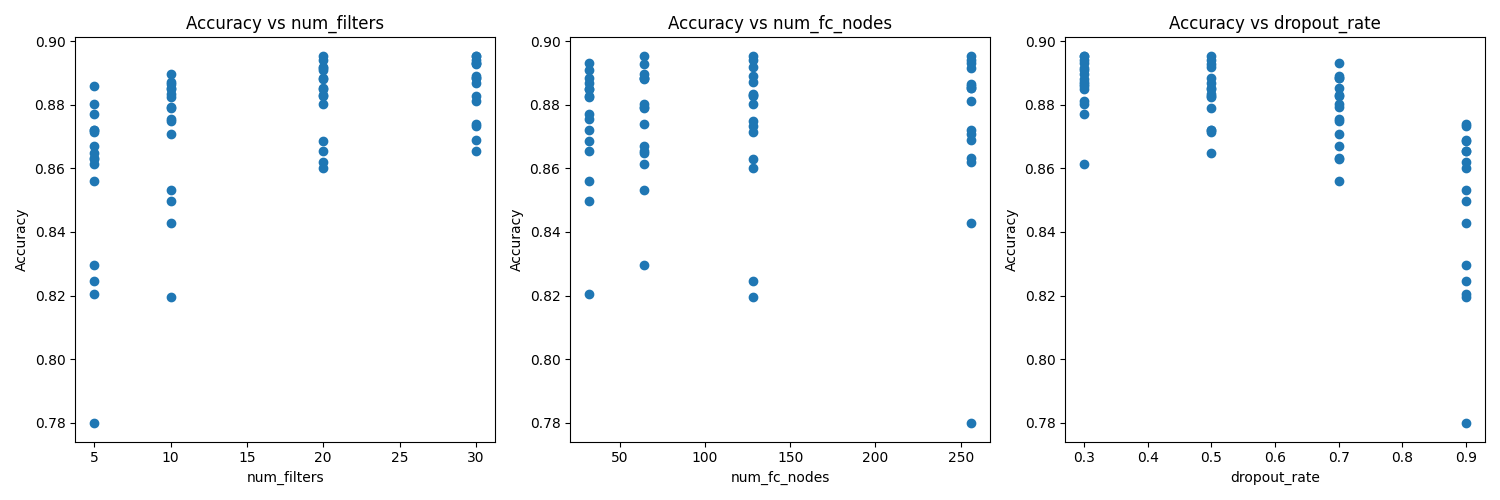 Accuracy vs num_filters
Accuracy
0.90
0.88
0.86
0.84
0.82
0.80
0.78
5 10 15 20 25 30
num_filters
Accuracy vs num_fc_nodes
Accuracy
0.90
0.88
0.86
0.84
0.82
0.80
0.78
50 100 150 200 250
num_fc_nodes
Accuracy vs dropout_rate
Accuracy
0.90
0.88
0.86
0.84
0.82
0.80
0.78
0.3 0.4 0.5 0.6 0.7 0.8 0.9
dropout_rate